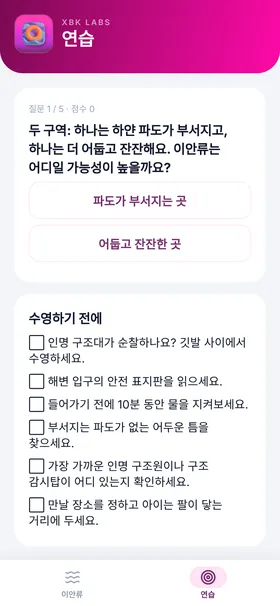 XBK LABS
연습
질문 1 / 5 · 점수 0
두 구역: 하나는 하얀 파도가 부서지고,
하나는 더 어둡고 잔잔해요. 이안류는
어디일 가능성이 높을까요?
파도가 부서지는 곳
어둡고 잔잔한 곳
수영하기 전에
인명 구조대가 순찰하나요? 깃발 사이에서
수영하세요.
해변 입구의 안전 표지판을 읽으세요.
들어가기 전에 10분 동안 물을 지켜보세요.
부서지는 파도가 없는 어두운 틈을
찾으세요.
가장 가까운 인명 구조원이나 구조
감시탑이 어디 있는지 확인하세요.
만날 장소를 정하고 아이는 팔이 닿는
거리에 두세요.
이안류
연습